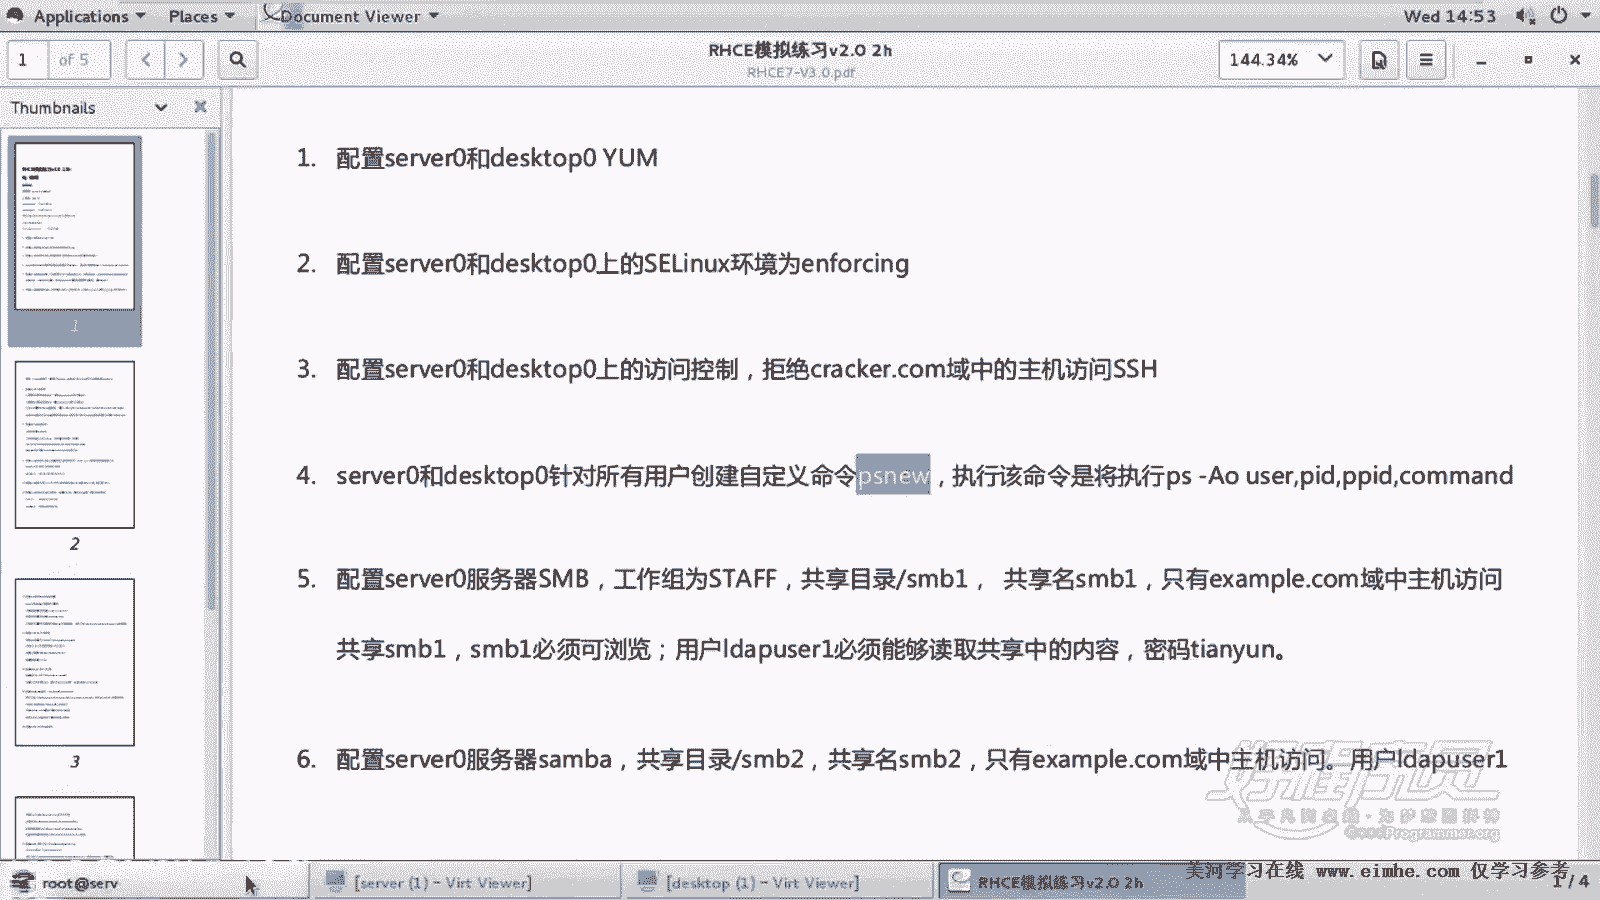 Applications Places Document Viewer Wed 14:53
1 of 5 RHCE模拟练习v2.0 2h 144.34%
RHCE7-V3.0.pdf
Thumbnails
1
2
3
1. 配置server0和desktop0 YUM
2. 配置server0和desktop0上的SELinux环境为enforcing
3. 配置server0和desktop0上的访问控制，拒绝cracker.com域中的主机访问SSH
4. server0和desktop0针对所有用户创建自定义命令psnew，执行该命令是将执行ps -Ao user,pid,ppid,command
5. 配置server0服务器SMB，工作组为STAFF，共享目录/smb1， 共享名smb1，只有example.com域中主机访问
共享smb1，smb1必须可浏览；用户ldapuser1必须能够读取共享中的内容，密码tianyun。
6. 配置server0服务器samba，共享目录/smb2，共享名smb2，只有example.com域中主机访问。用户ldapuser1
GoodProgrammer.org
美河学习在线 www.eimhe.com 仅学习参考
root@serv [server (1) - Virt Viewer] [desktop (1) - Virt Viewer] RHCE模拟练习v2.0 2h 1 / 4